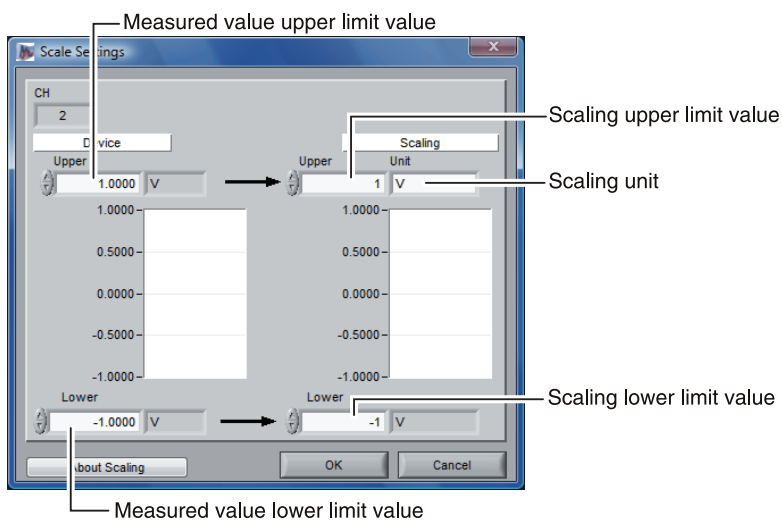 Measured value upper limit value
Scale Settings
CH
2
Device
Scaling
Scaling upper limit value
Upper
Upper
Unit
1.0000 V
1 V
Scaling unit
1.0000
1.0000
0.5000
0.5000
0.0000
0.0000
-0.5000
-0.5000
-1.0000
-1.0000
Lower
Lower
Scaling lower limit value
-1.0000 V
-1 V
About Scaling
OK
Cancel
Measured value lower limit value